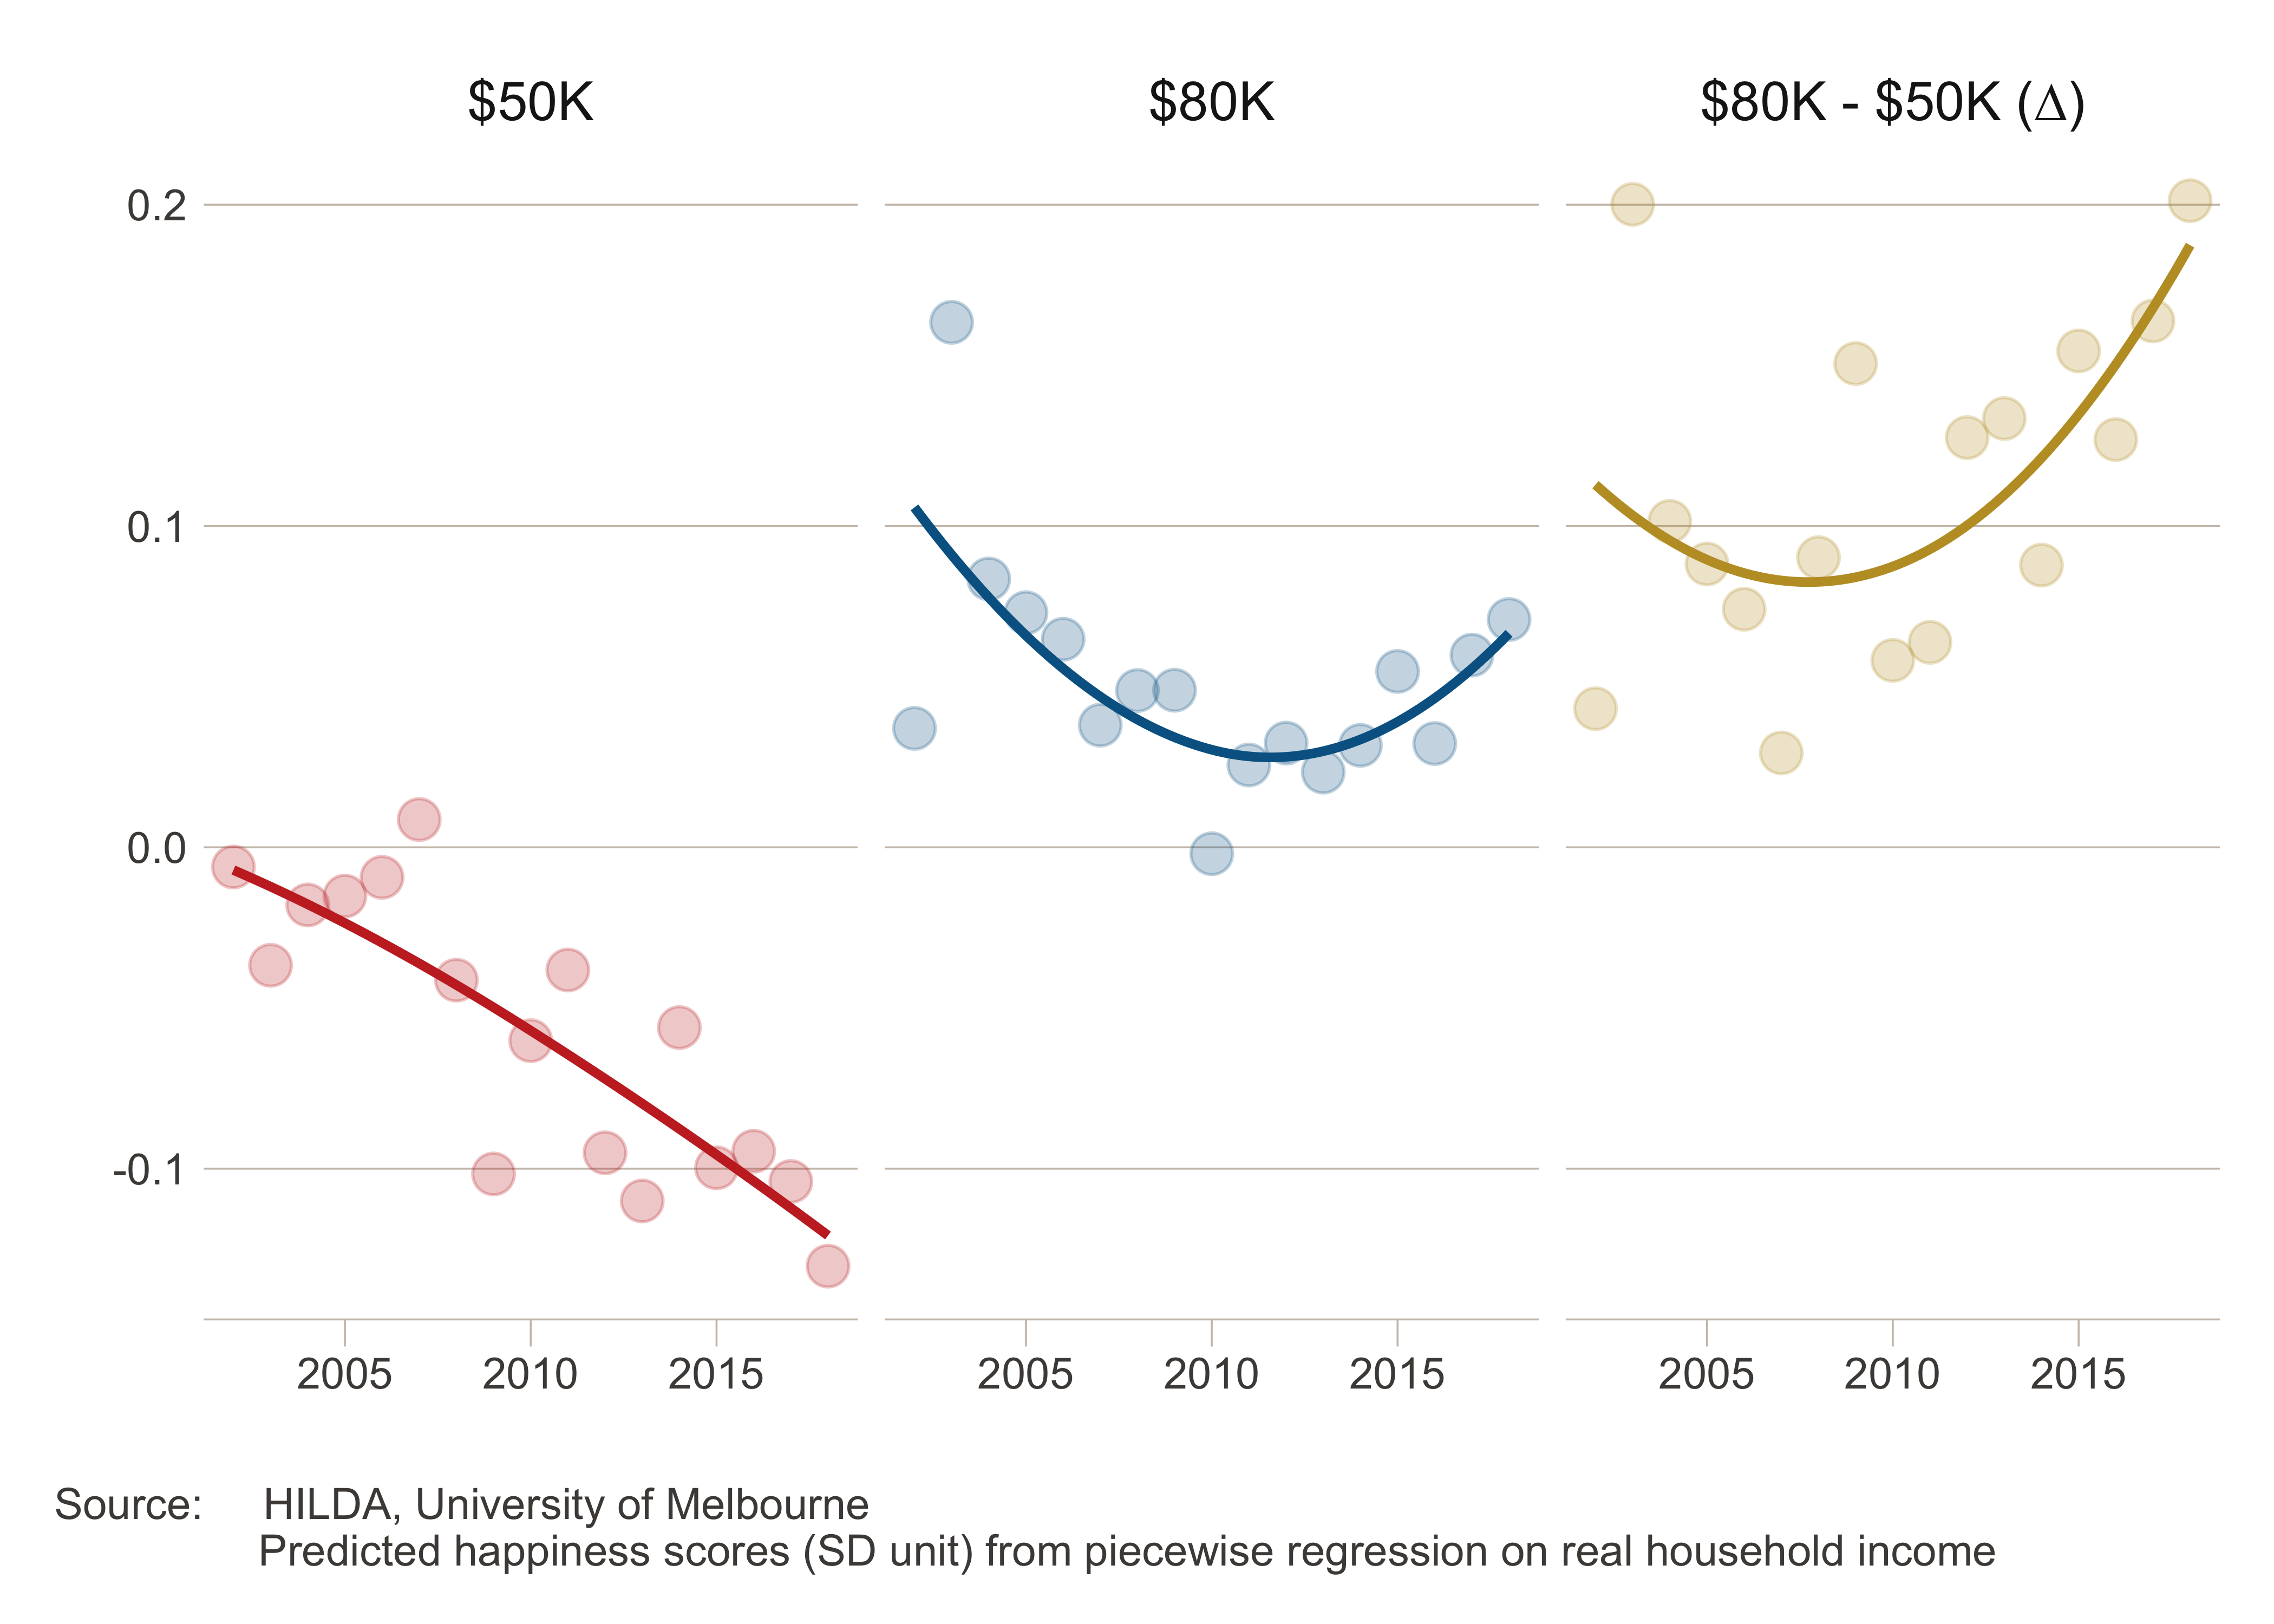 $50K
$80K
$80K - $50K (Δ)
0.2
0.1
0.0
-0.1
2005 2010 2015
2005 2010 2015
2005 2010 2015
Source: HILDA, University of Melbourne
Predicted happiness scores (SD unit) from piecewise regression on real household income